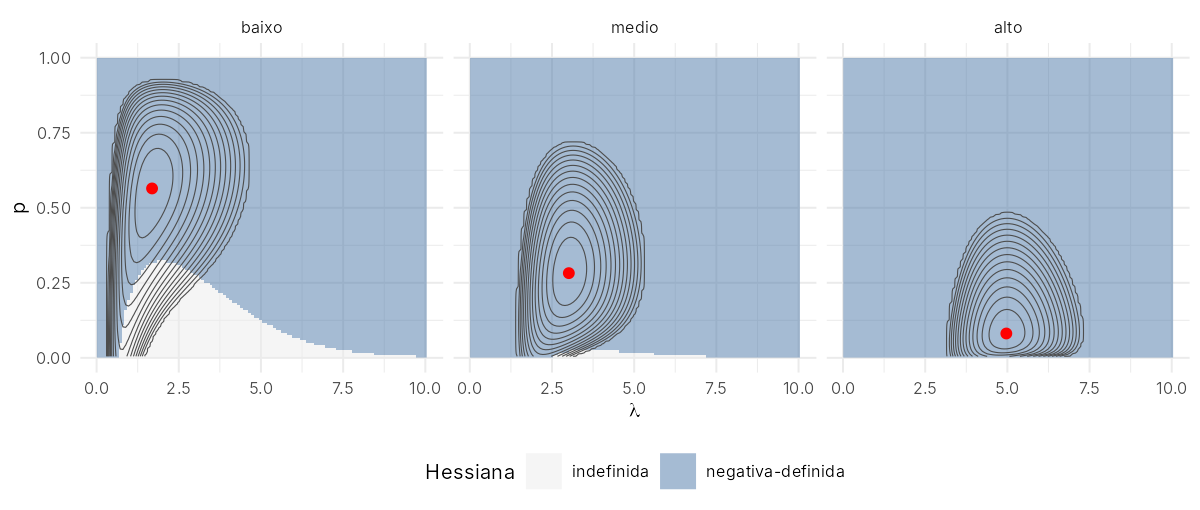 baixo medio alto
1.00
0.75
0.50
0.25
0.00
p
0.0 2.5 5.0 7.5 10.0 0.0 2.5 5.0 7.5 10.0 0.0 2.5 5.0 7.5 10.0
λ
Hessiana indefinida negativa-definida